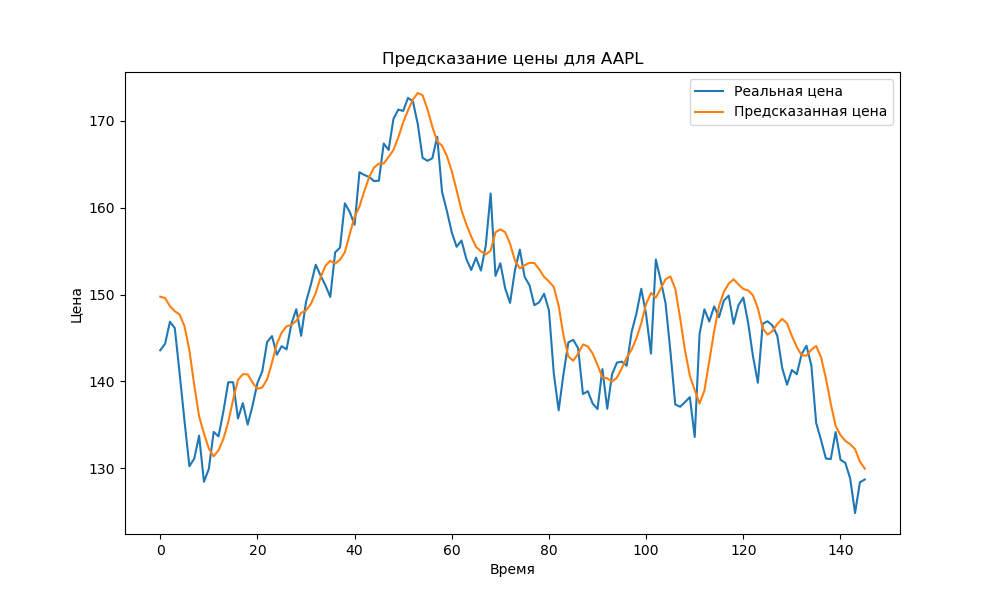 Предсказание цены для AAPL
Реальная цена
Предсказанная цена
Цена
170
160
150
140
130
0 20 40 60 80 100 120 140
Время